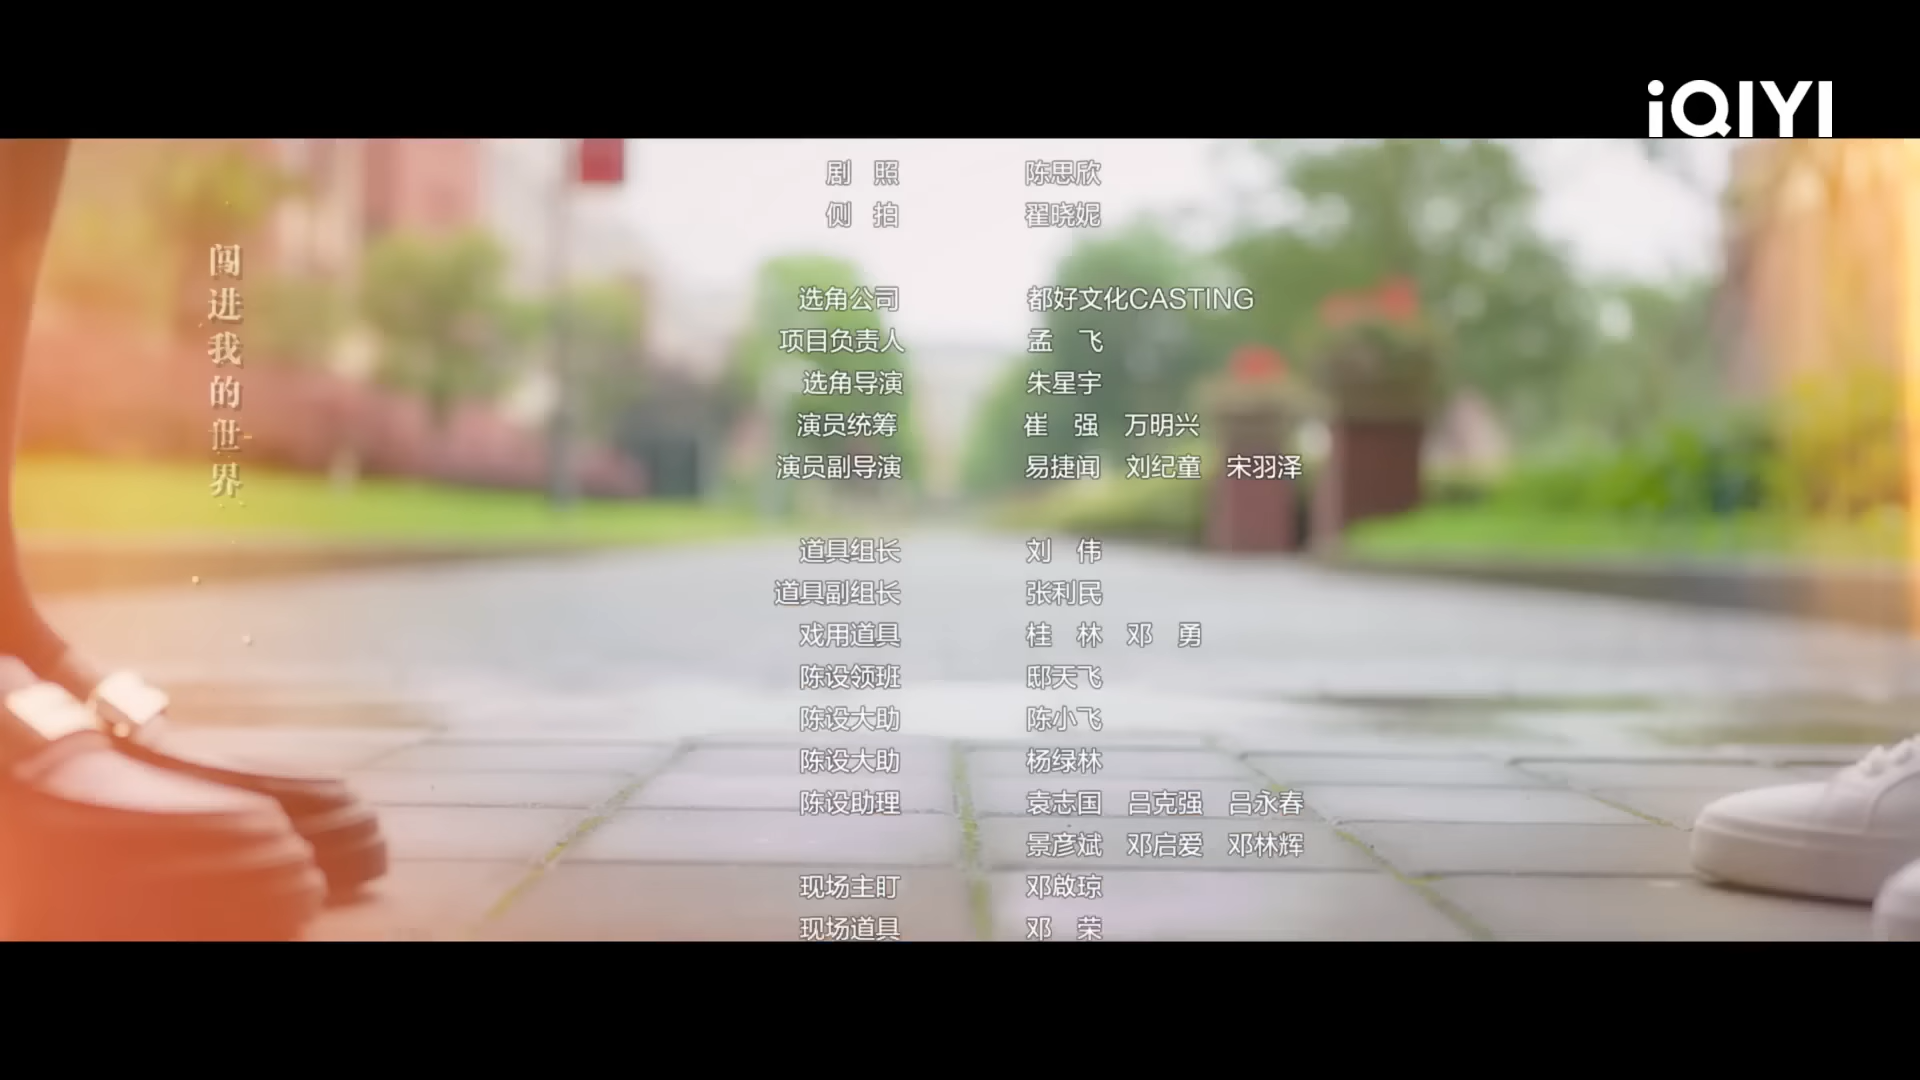 iQIYI
剧 照 陈思欣
侧 拍 翟晓妮
闯进我的世界
选角公司 都好文化CASTING
项目负责人 孟 飞
选角导演 朱星宇
演员统筹 崔 强 万明兴
演员副导演 易捷闻 刘纪童 宋羽泽
道具组长 刘 伟
道具副组长 张利民
戏用道具 桂 林 邓 勇
陈设领班 邸天飞
陈设大助 陈小飞
陈设大助 杨绿林
陈设助理 袁志国 吕克强 吕永春
景彦斌 邓启爱 邓林辉
现场主盯 邓啟琼
现场道具 邓 荣